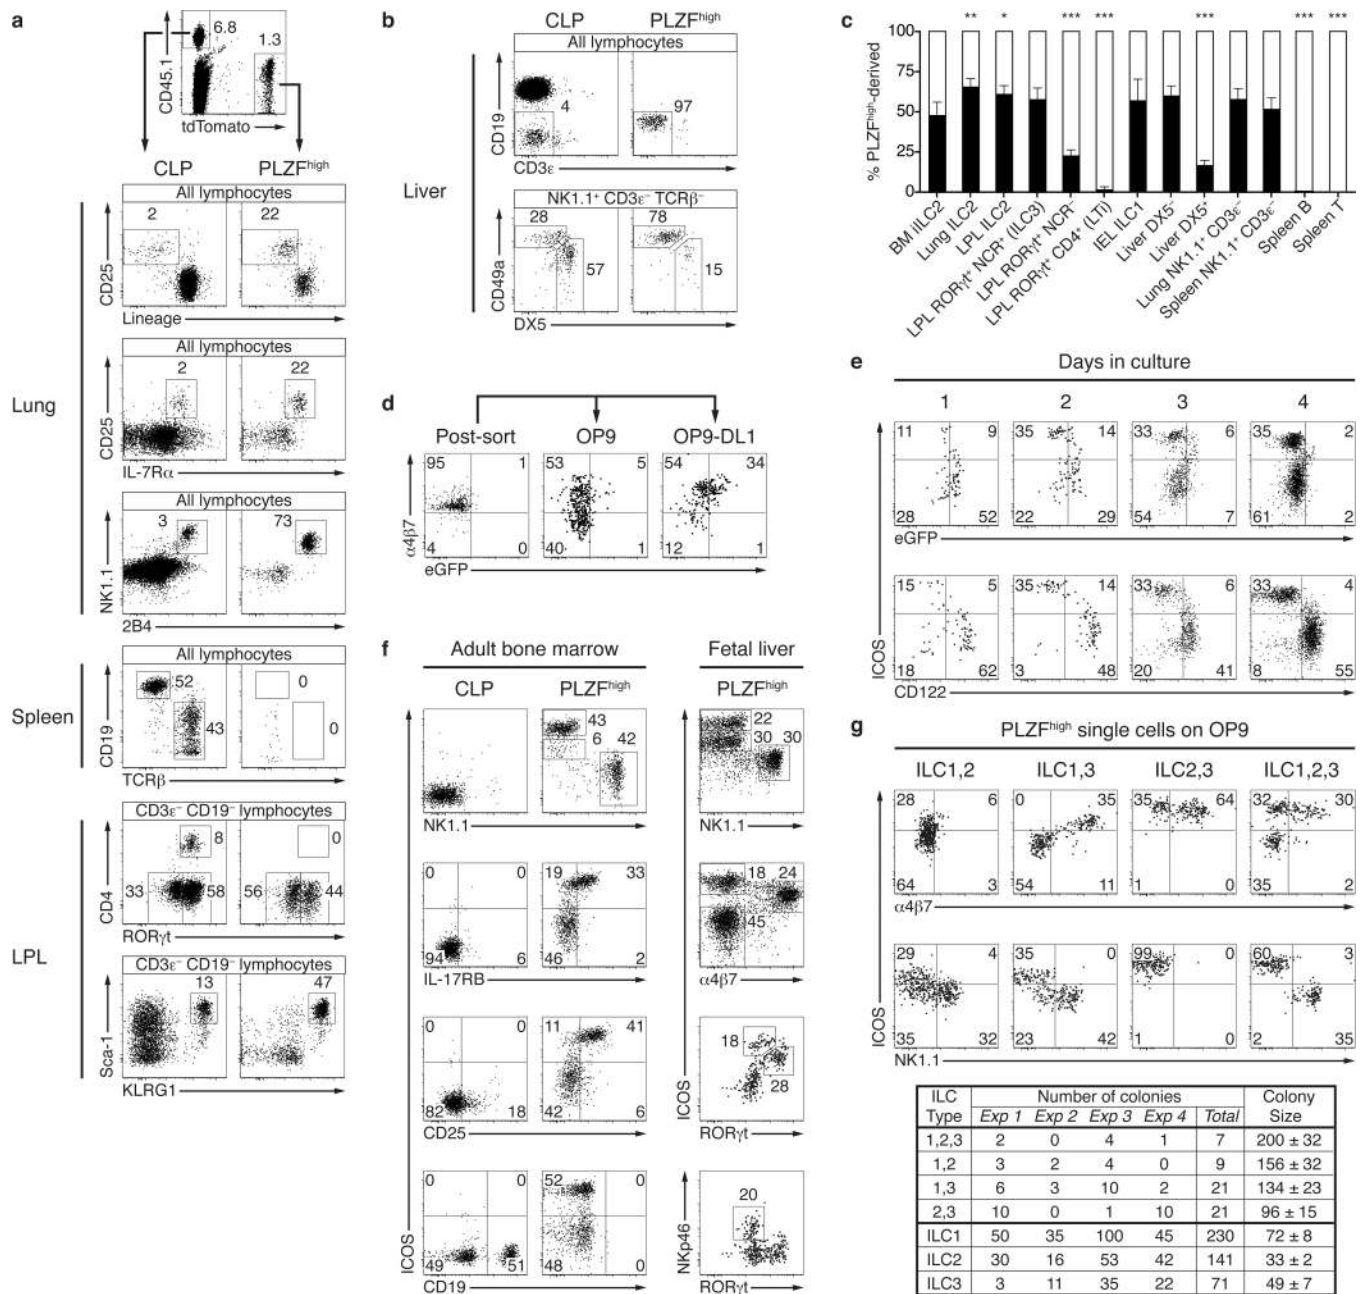 a
CD45.1
6.8
1.3
tdTomato
CLP
PLZFhigh
Lung
All lymphocytes
2
22
CD25
Lineage
All lymphocytes
2
22
CD25
IL-7Rα
All lymphocytes
3
73
NK1.1
2B4
Spleen
All lymphocytes
52
0
43
0
CD19
TCRβ
LPL
CD3ε⁻ CD19⁻ lymphocytes
8
0
33
58
56
44
CD4
RORγt
CD3ε⁻ CD19⁻ lymphocytes
13
47
Sca-1
KLRG1
b
CLP
PLZFhigh
Liver
All lymphocytes
4
97
CD19
CD3ε
NK1.1⁺ CD3ε⁻ TCRβ⁻
28
78
57
15
CD49a
DX5
c
** * *** *** *** *** ***
% PLZFhigh-derived
100
75
50
25
0
BM iILC2
Lung ILC2
LPL ILC2
LPL RORγt⁺ NCR⁺ (ILC3)
LPL RORγt⁺ NCR⁻
LPL RORγt⁺ CD4⁺ (LTi)
IEL ILC1
Liver DX5⁻
Liver DX5⁺
Lung NK1.1⁺ CD3ε⁻
Spleen NK1.1⁺ CD3ε⁻
Spleen B
Spleen T
d
Post-sort
OP9
OP9-DL1
95 1
53 5
54 34
4 0
40 1
12 1
α4β7
eGFP
e
Days in culture
1 2 3 4
11 9
35 14
33 6
35 2
28 52
22 29
54 7
61 2
eGFP
15 5
35 14
33 6
33 4
18 62
3 48
20 41
8 55
ICOS
CD122
f
Adult bone marrow
Fetal liver
CLP
PLZFhigh
PLZFhigh
43
6 42
22
30 30
NK1.1
NK1.1
0 0
19 33
18 24
94 6
46 2
45
IL-17RB
α4β7
0 0
11 41
18
82 18
42 6
28
CD25
ICOS
RORγt
0 0
52
20
49 51
48
ICOS
CD19
NKp46
RORγt
g
PLZFhigh single cells on OP9
ILC1,2
ILC1,3
ILC2,3
ILC1,2,3
28 6
0 35
35 64
32 30
64 3
54 11
1 0
35 2
α4β7
29 4
35 0
99 0
60 3
35 32
23 42
1 0
2 35
ICOS
NK1.1
ILC Type Number of colonies Colony Size
Exp 1 Exp 2 Exp 3 Exp 4 Total
1,2,3 2 0 4 1 7 200 ± 32
1,2 3 2 4 0 9 156 ± 32
1,3 6 3 10 2 21 134 ± 23
2,3 10 0 1 10 21 96 ± 15
ILC1 50 35 100 45 230 72 ± 8
ILC2 30 16 53 42 141 33 ± 2
ILC3 3 11 35 22 71 49 ± 7